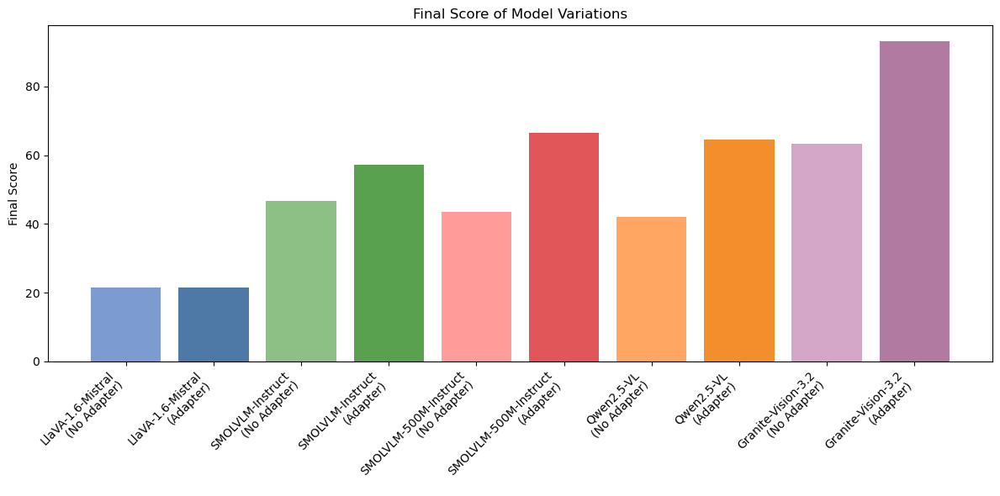 Final Score of Model Variations
Final Score
80
60
40
20
0
LlaVA-1.6-Mistral
(No Adapter)
LlaVA-1.6-Mistral
(Adapter)
SMOLVLM-Instruct
(No Adapter)
SMOLVLM-Instruct
(Adapter)
SMOLVLM-500M-Instruct
(No Adapter)
SMOLVLM-500M-Instruct
(Adapter)
Qwen2.5-VL
(No Adapter)
Qwen2.5-VL
(Adapter)
Granite-Vision-3.2
(No Adapter)
Granite-Vision-3.2
(Adapter)